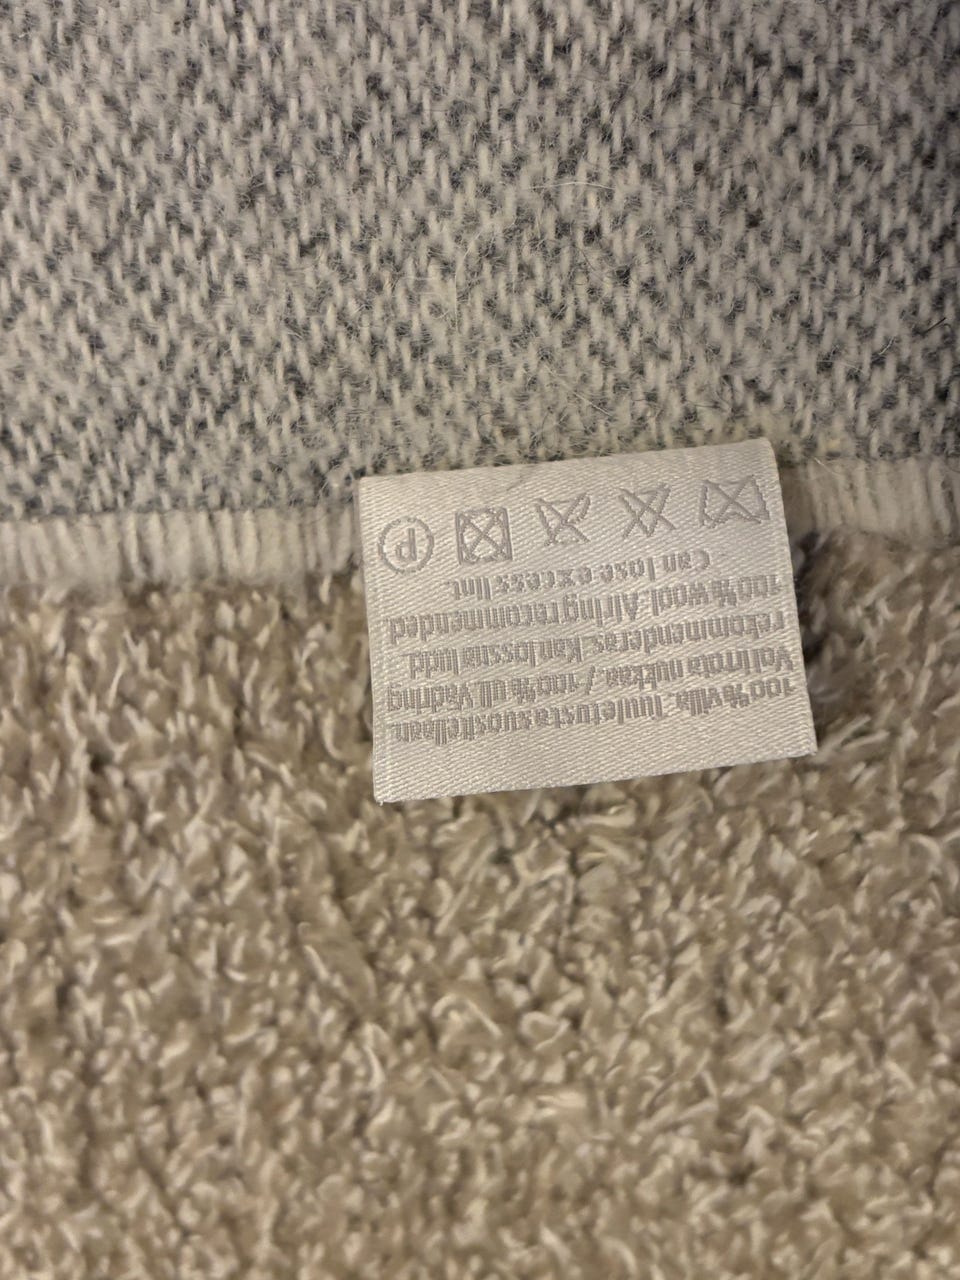 100% villa. Tuuletusta suositellaan.
Voi irrota nukkaa / 100% ull. Vädring
rekommenderas. Kan lossna ludd.
100% wool. Airing recommended.
Can lose excess lint.
P